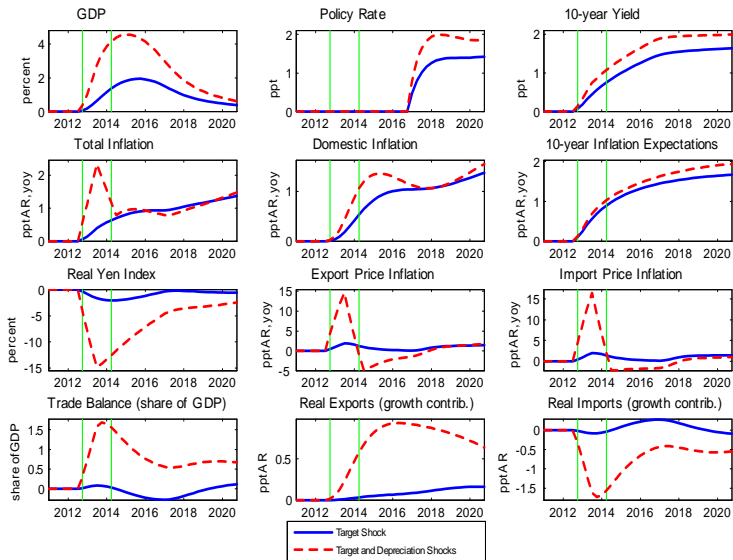 GDP
percent
4
2
0
2012 2014 2016 2018 2020
Policy Rate
ppt
2
1
0
2012 2014 2016 2018 2020
10-year Yield
ppt
2
1
0
2012 2014 2016 2018 2020
Total Inflation
pptAR, yoy
2
1
0
2012 2014 2016 2018 2020
Domestic Inflation
pptAR, yoy
1
0
2012 2014 2016 2018 2020
10-year Inflation Expectations
pptAR, yoy
2
1
0
2012 2014 2016 2018 2020
Real Yen Index
percent
0
-5
-10
-15
2012 2014 2016 2018 2020
Export Price Inflation
pptAR, yoy
15
10
5
0
-5
2012 2014 2016 2018 2020
Import Price Inflation
pptAR, yoy
15
10
5
0
2012 2014 2016 2018 2020
Trade Balance (share of GDP)
share of GDP
1.5
1
0.5
0
2012 2014 2016 2018 2020
Real Exports (growth contrib.)
pptAR
0.5
0
2012 2014 2016 2018 2020
Real Imports (growth contrib.)
pptAR
0
-0.5
-1
-1.5
2012 2014 2016 2018 2020
Target Shock
Target and Depreciation Shocks